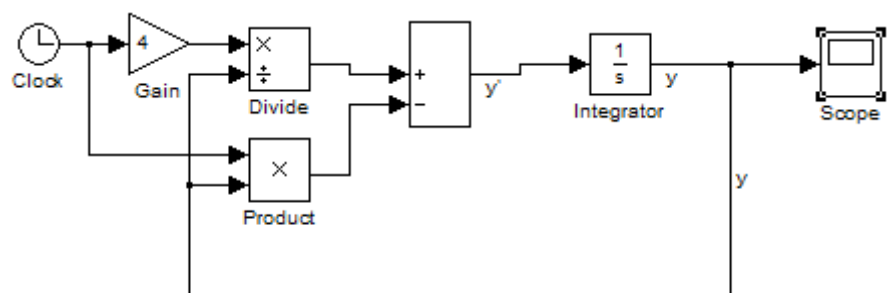 Clock
4
Gain
×
÷
Divide
×
Product
+
−
y'
1
s
Integrator
y
Scope
y